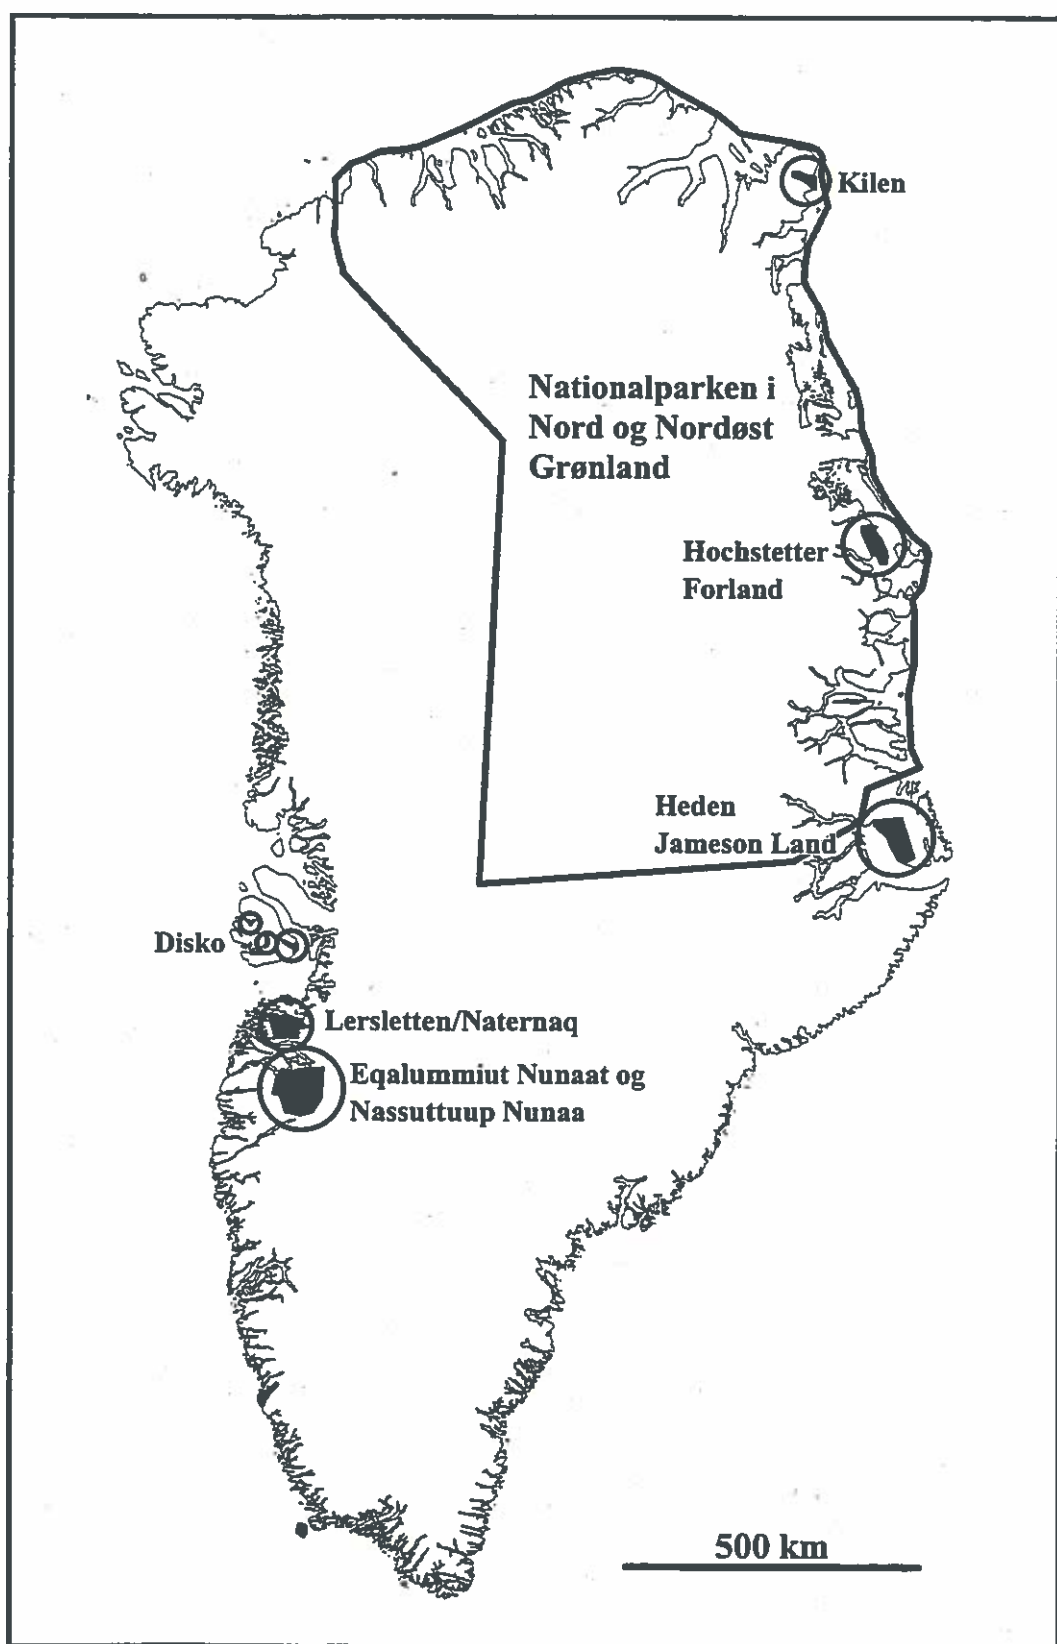 Kilen
Nationalparken i
Nord og Nordøst
Grønland
Hochstetter
Forland
Heden
Jameson Land
Disko
Lersletten/Naternaq
Eqalummiut Nunaat og
Nassuttuup Nunaa
500 km